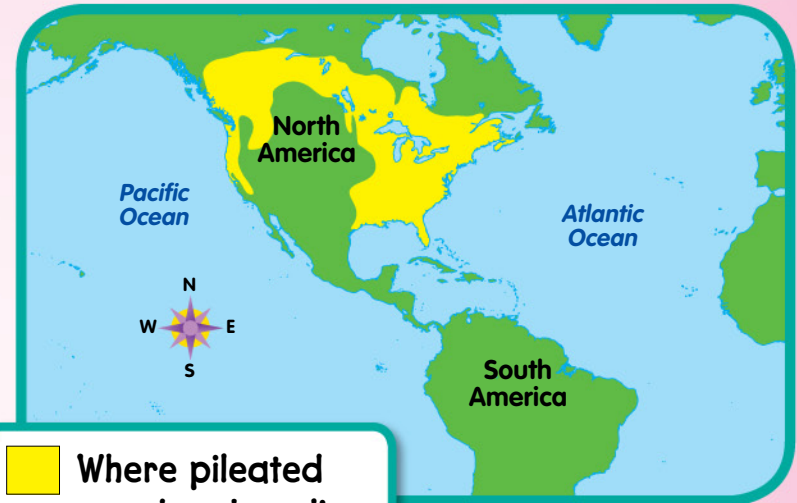 North
America
Pacific
Ocean
Atlantic
Ocean
N
W
E
S
South
America
Where pileated